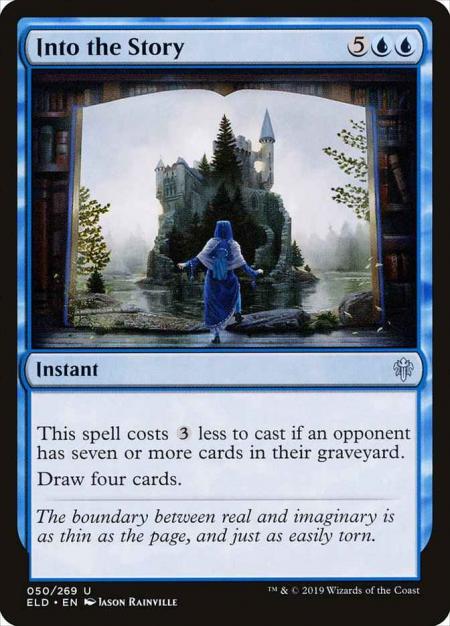 Into the Story 5
Instant
This spell costs 3 less to cast if an opponent
has seven or more cards in their graveyard.
Draw four cards.
The boundary between real and imaginary is
as thin as the page, and just as easily torn.
050/269 U
ELD • EN Jason Rainville
™ & © 2019 Wizards of the Coast